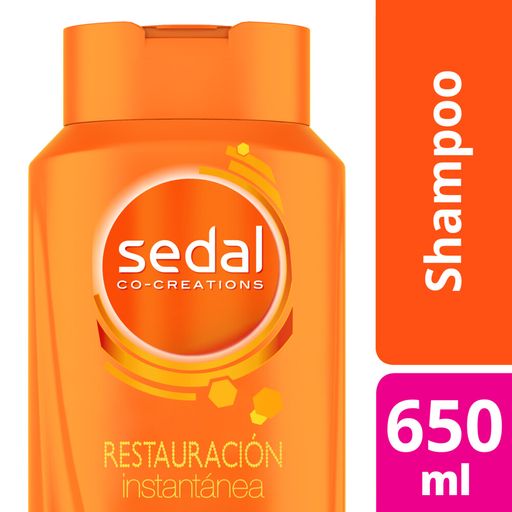 sedal
CO-CREATIONS
RESTAURACIÓN
instantánea
Shampoo
650
ml